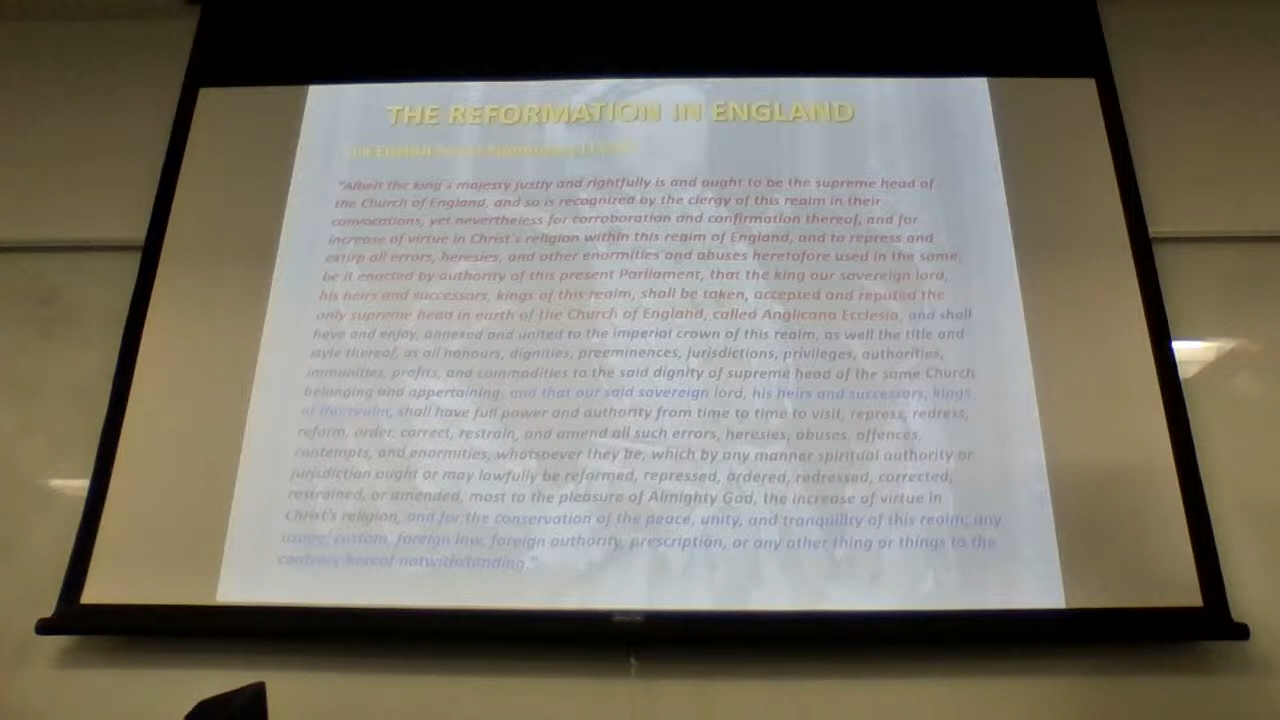 THE REFORMATION IN ENGLAND
The English
"Albeit the king's majesty justly and rightfully is and ought to be the supreme head of
the Church of England, and so is recognized by the clergy of this realm in their
convocations, yet nevertheless for corroboration and confirmation thereof, and for
increase of virtue in Christ's religion within this realm of England, and to repress and
extirp all errors, heresies, and other enormities and abuses heretofore used in the same,
be it enacted by authority of this present Parliament, that the king our sovereign lord,
his heirs and successors, kings of this realm, shall be taken, accepted and reputed the
only supreme head in earth of the Church of England, called Anglicana Ecclesia; and shall
have and enjoy, annexed and united to the imperial crown of this realm, as well the title and
style thereof, as all honours, dignities, preeminences, jurisdictions, privileges, authorities,
immunities, profits, and commodities to the said dignity of supreme head of the same Church
belonging and appertaining; and that our said sovereign lord, his heirs and successors, kings
of this realm, shall have full power and authority from time to time to visit, repress, redress,
reform, order, correct, restrain, and amend all such errors, heresies, abuses, offences,
contempts, and enormities, whatsoever they be, which by any manner spiritual authority or
jurisdiction ought or may lawfully be reformed, repressed, ordered, redressed, corrected,
restrained, or amended, most to the pleasure of Almighty God, the increase of virtue in
Christ's religion, and for the conservation of the peace, unity, and tranquility of this realm; any
usage, custom, foreign law, foreign authority, prescription, or any other thing or things to the
contrary hereof notwithstanding."